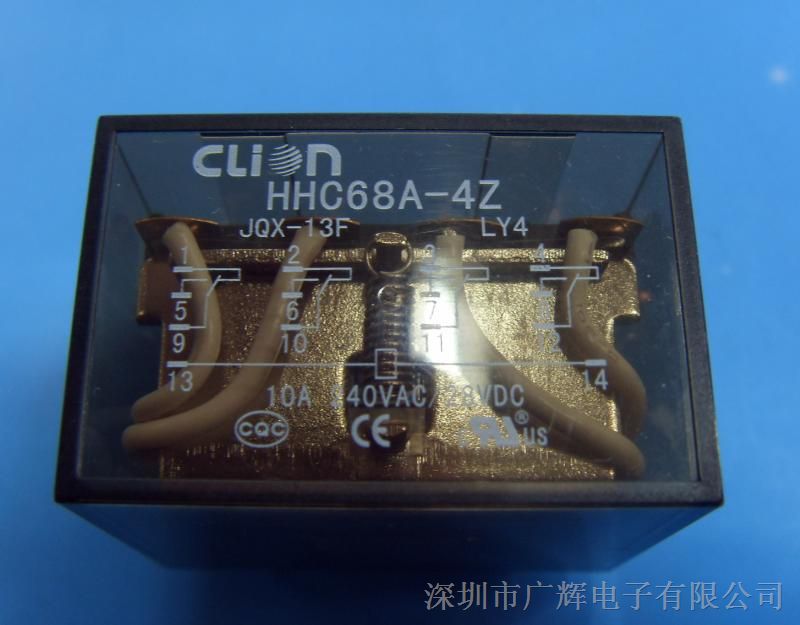 CLION
HHC68A-4Z
JQX-13F LY4
1 2 3 4
5 6 7 8
9 10 11 12
13 14
10A 240VAC/28VDC
CQC CE ® US
深圳市广辉电子有限公司